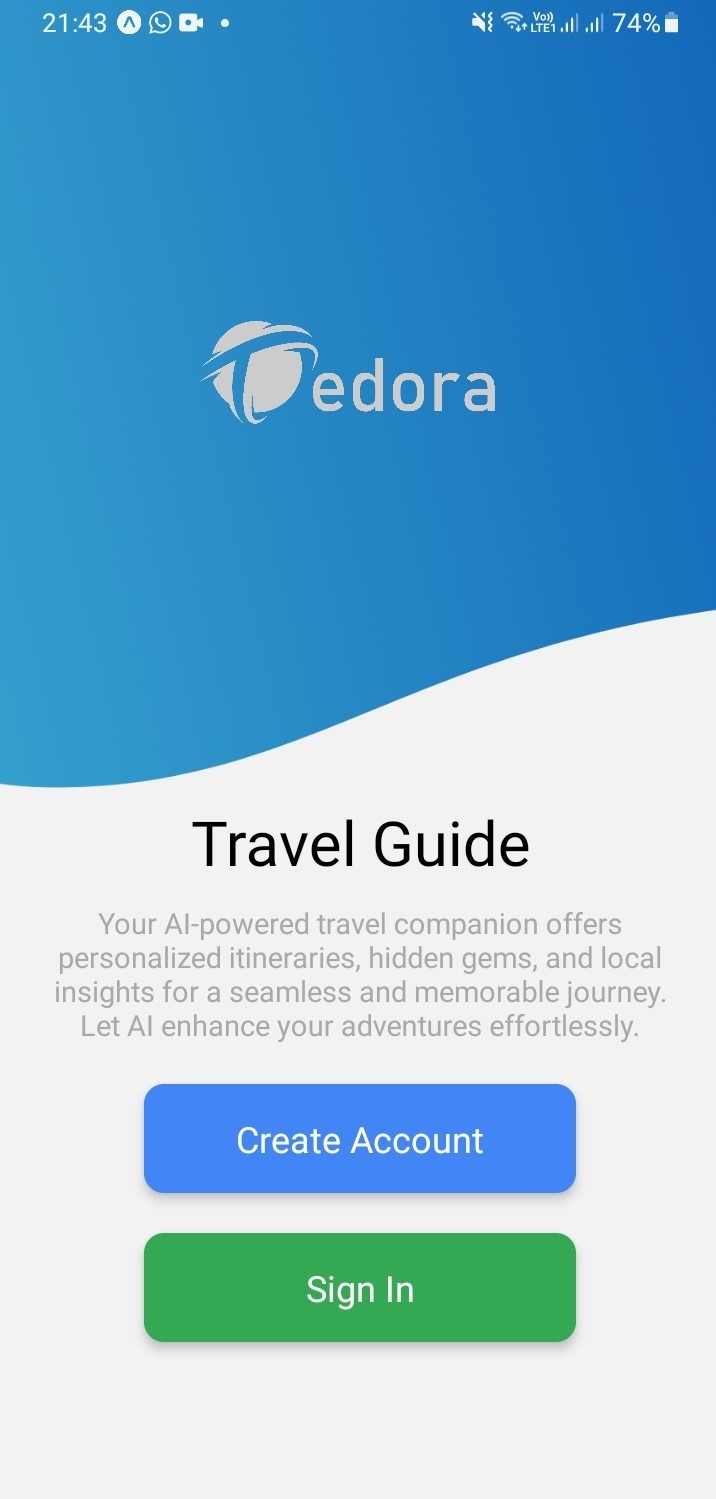 21:43 Vo)) LTE1 74%
Tedora
Travel Guide
Your AI-powered travel companion offers
personalized itineraries, hidden gems, and local
insights for a seamless and memorable journey.
Let AI enhance your adventures effortlessly.
Create Account
Sign In